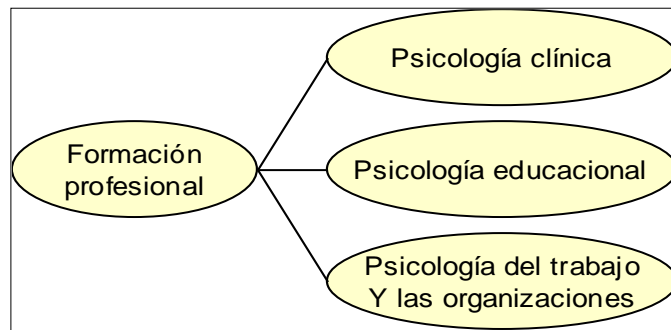 Psicología clínica
Formación
profesional
Psicología educacional
Psicología del trabajo
Y las organizaciones